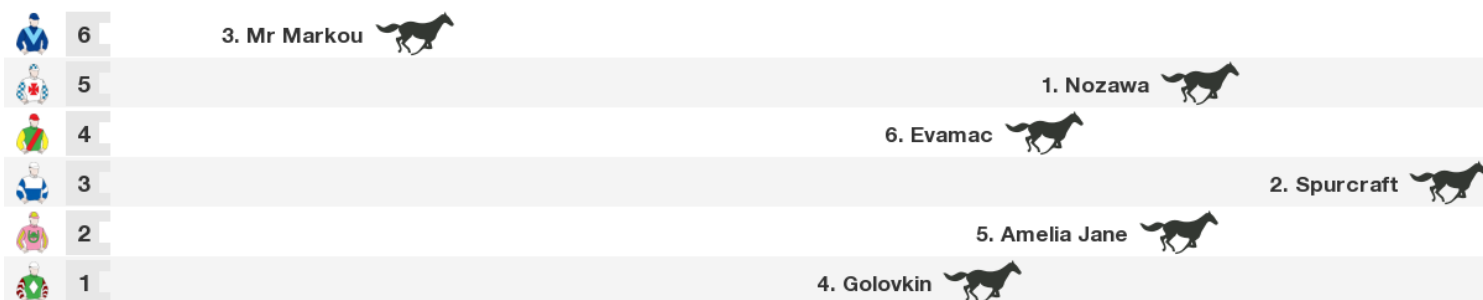 6 3. Mr Markou
5 1. Nozawa
4 6. Evamac
3 2. Spurcraft
2 5. Amelia Jane
1 4. Golovkin